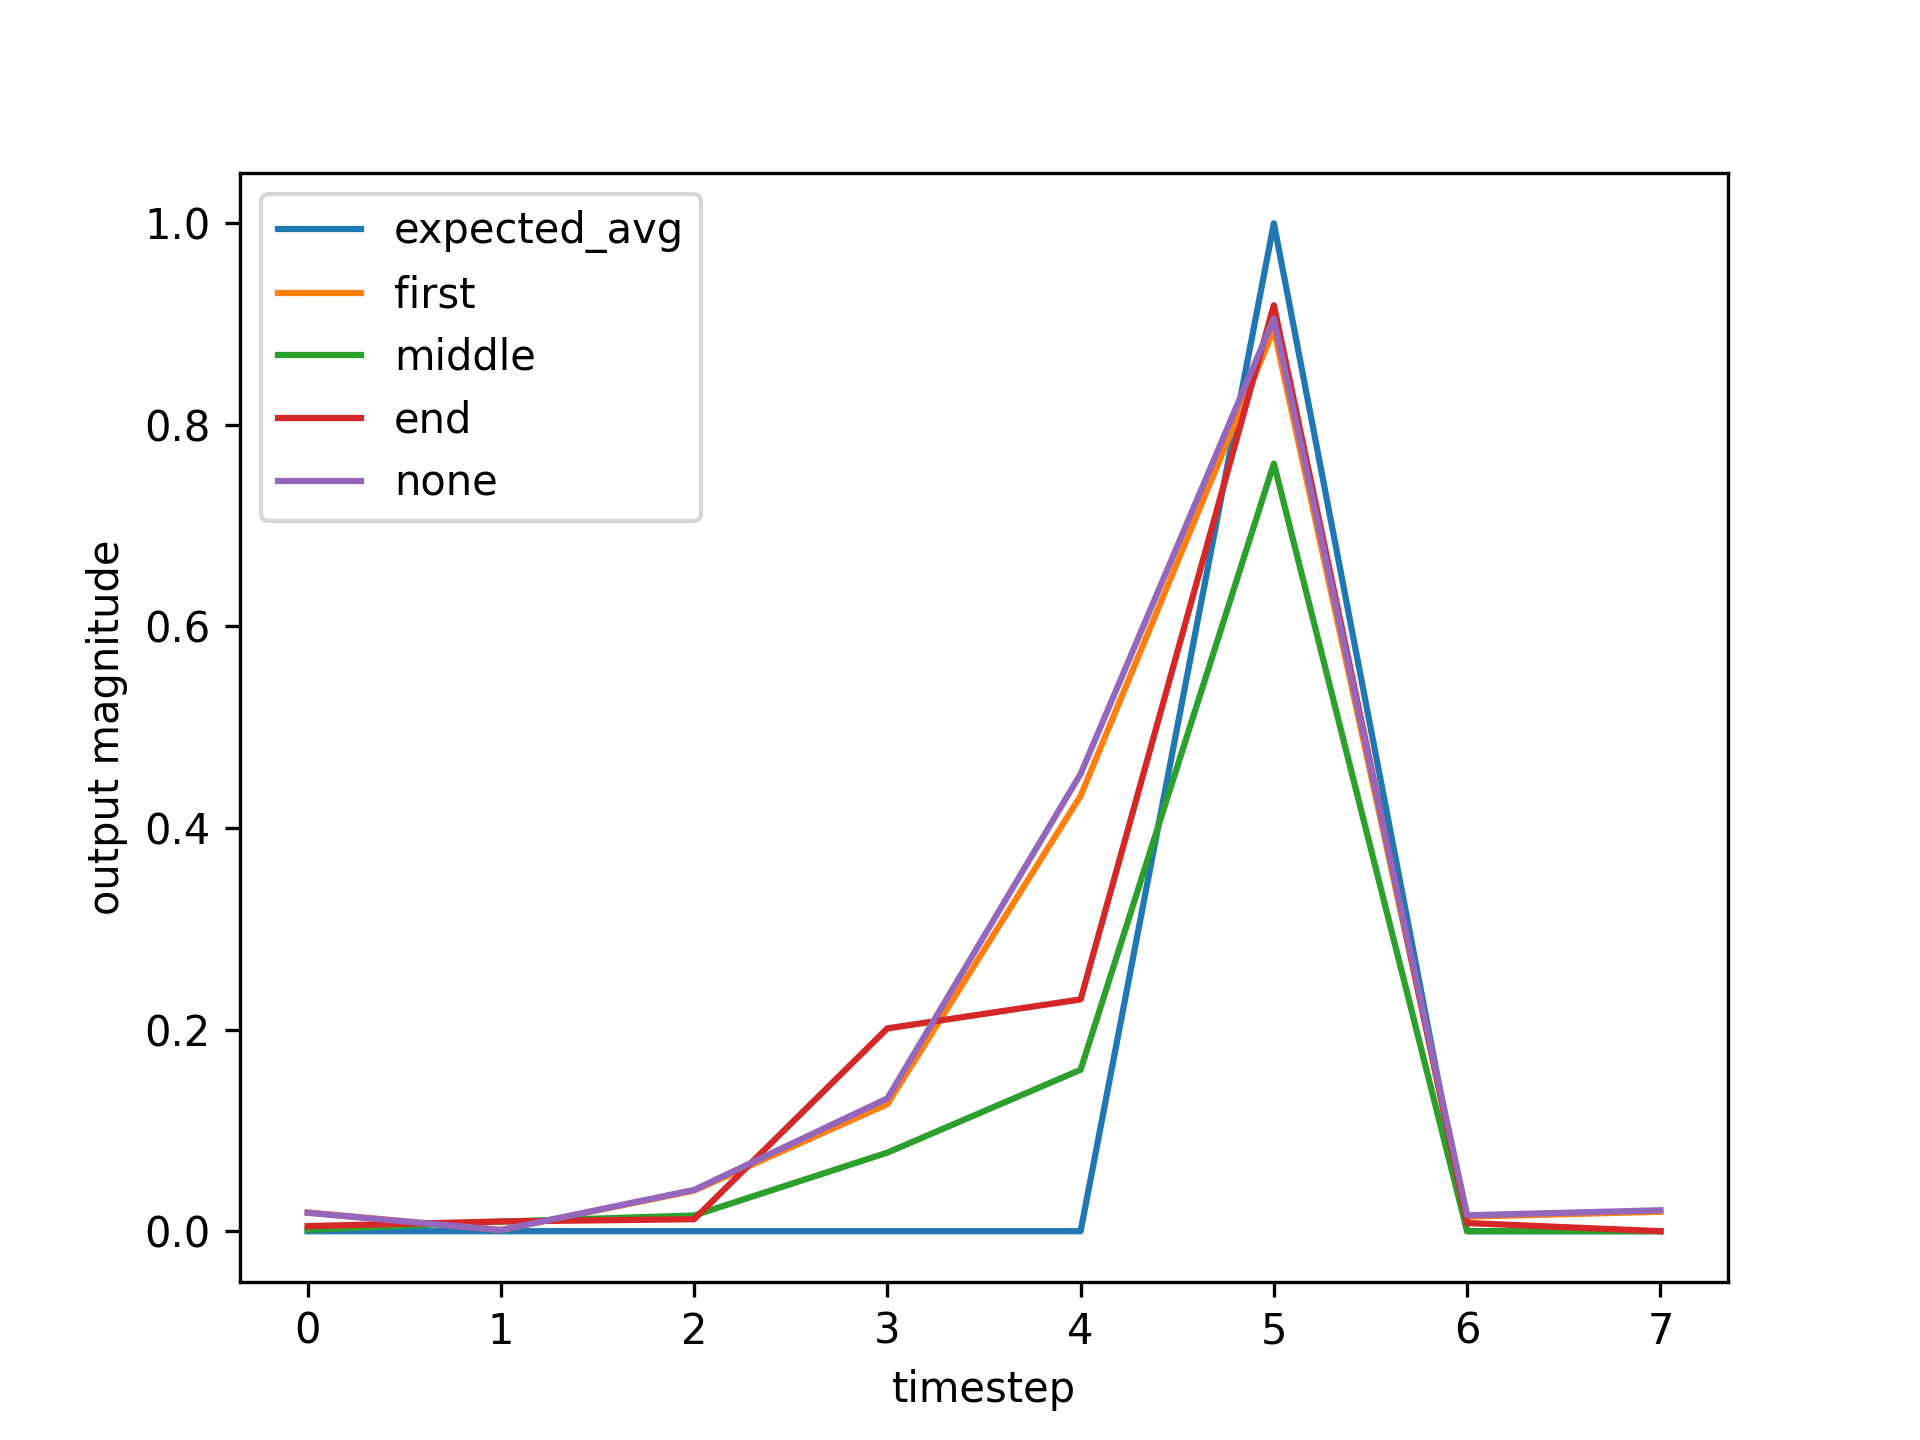 expected_avg
first
middle
end
none
1.0
0.8
0.6
0.4
0.2
0.0
output magnitude
0 1 2 3 4 5 6 7
timestep